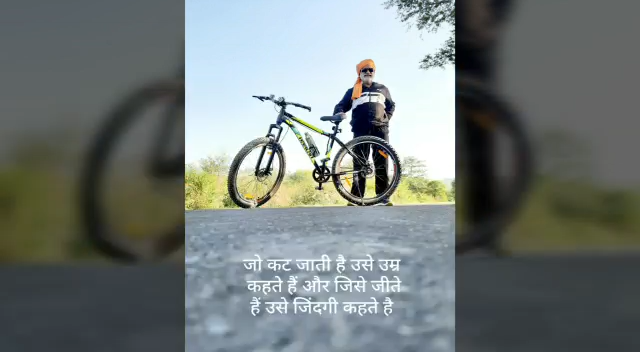 जो कट जाती है उसे उम्र
कहते हैं और जिसे जीते
हैं उसे जिंदगी कहते है